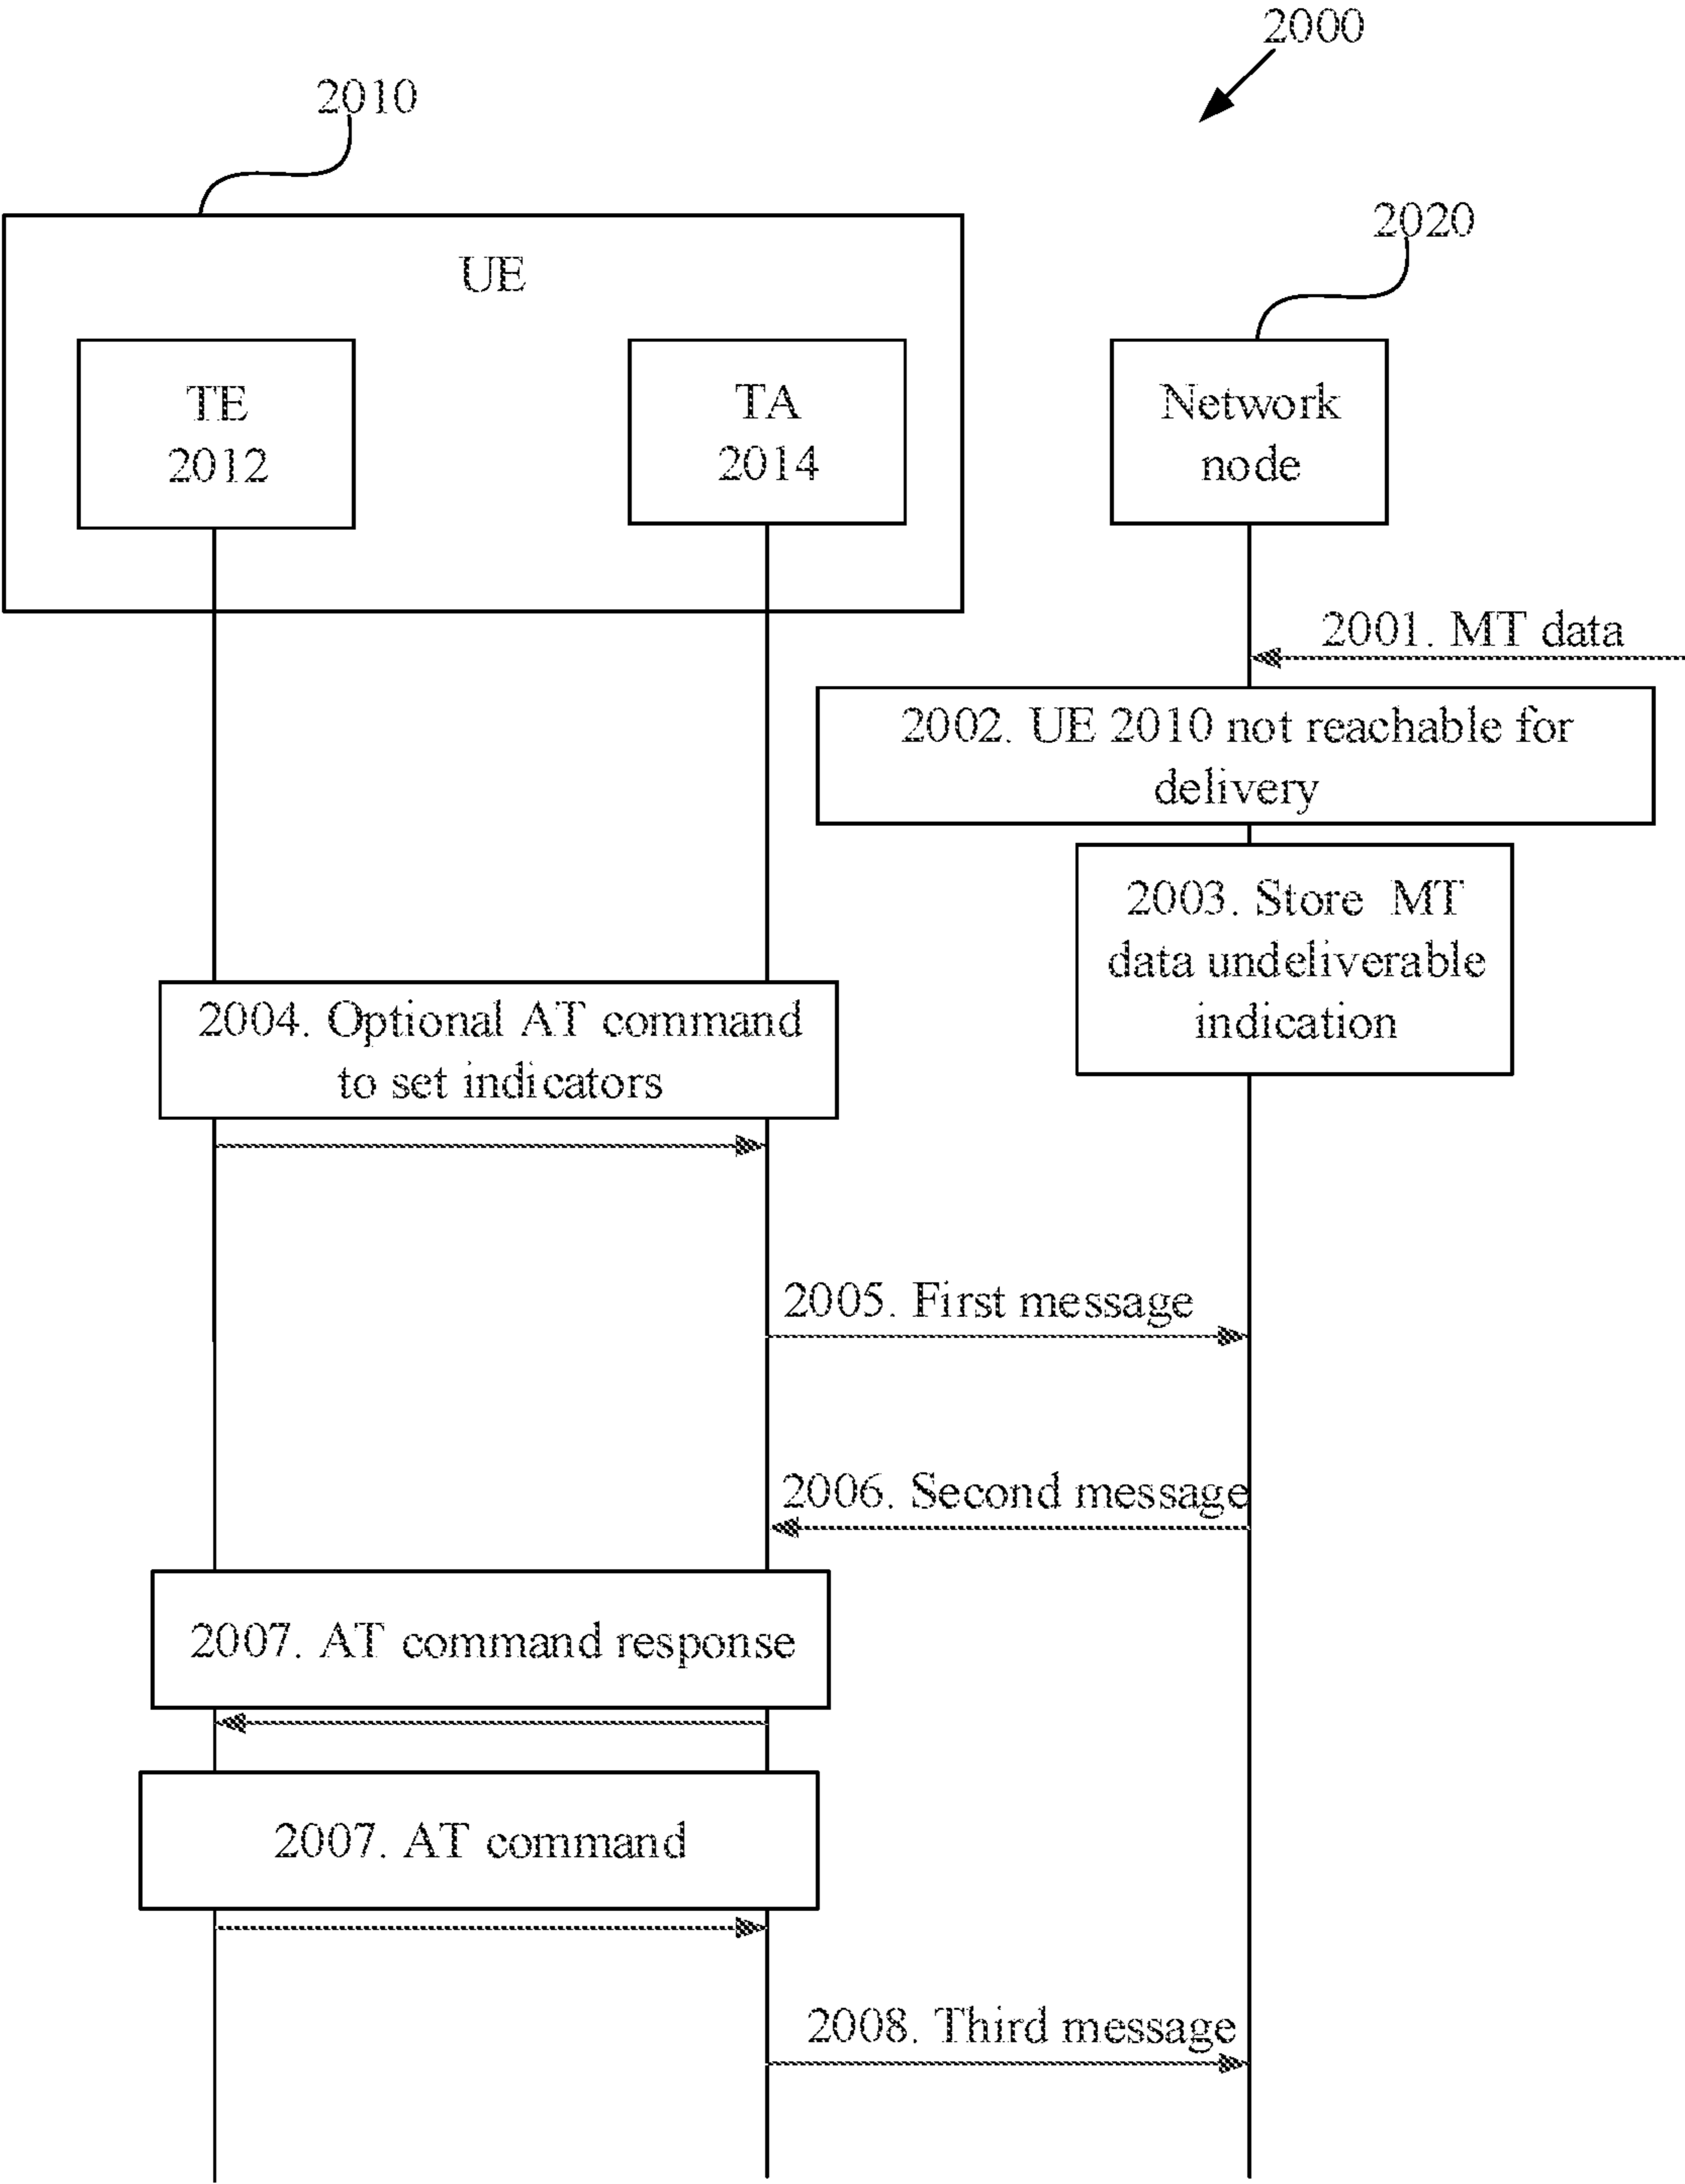 2000
2010
2020
UE
TE
2012
TA
2014
Network
node
2001. MT data
2002. UE 2010 not reachable for
delivery
2003. Store MT
data undeliverable
indication
2004. Optional AT command
to set indicators
2005. First message
2006. Second message
2007. AT command response
2007. AT command
2008. Third message